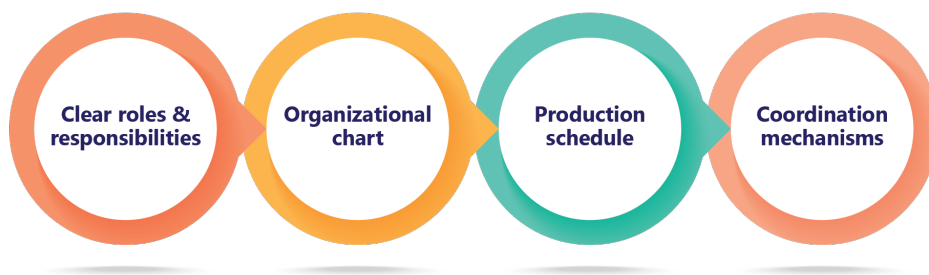 Clear roles &
responsibilities
Organizational
chart
Production
schedule
Coordination
mechanisms